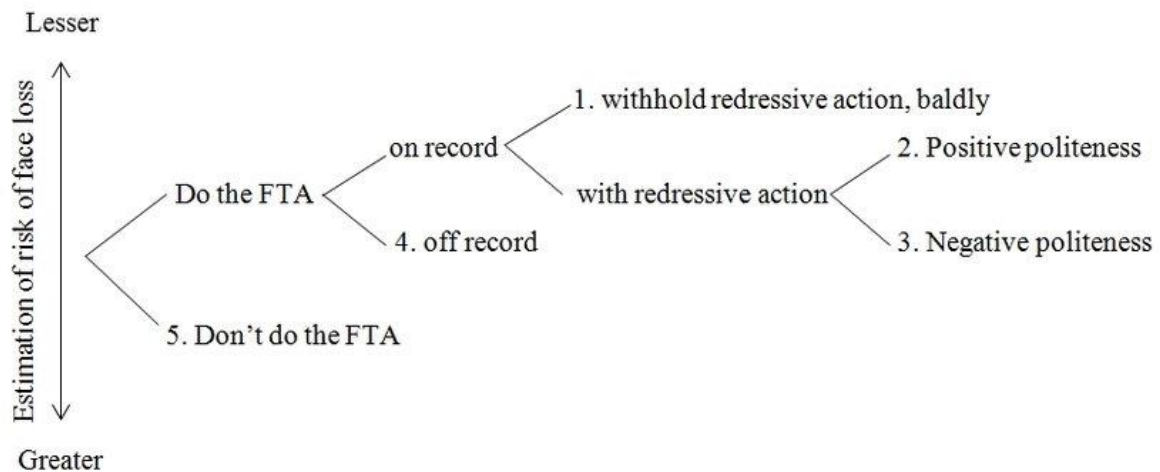 Lesser
Estimation of risk of face loss
1. withhold redressive action, baldly
on record
2. Positive politeness
Do the FTA
with redressive action
4. off record
3. Negative politeness
5. Don’t do the FTA
Greater